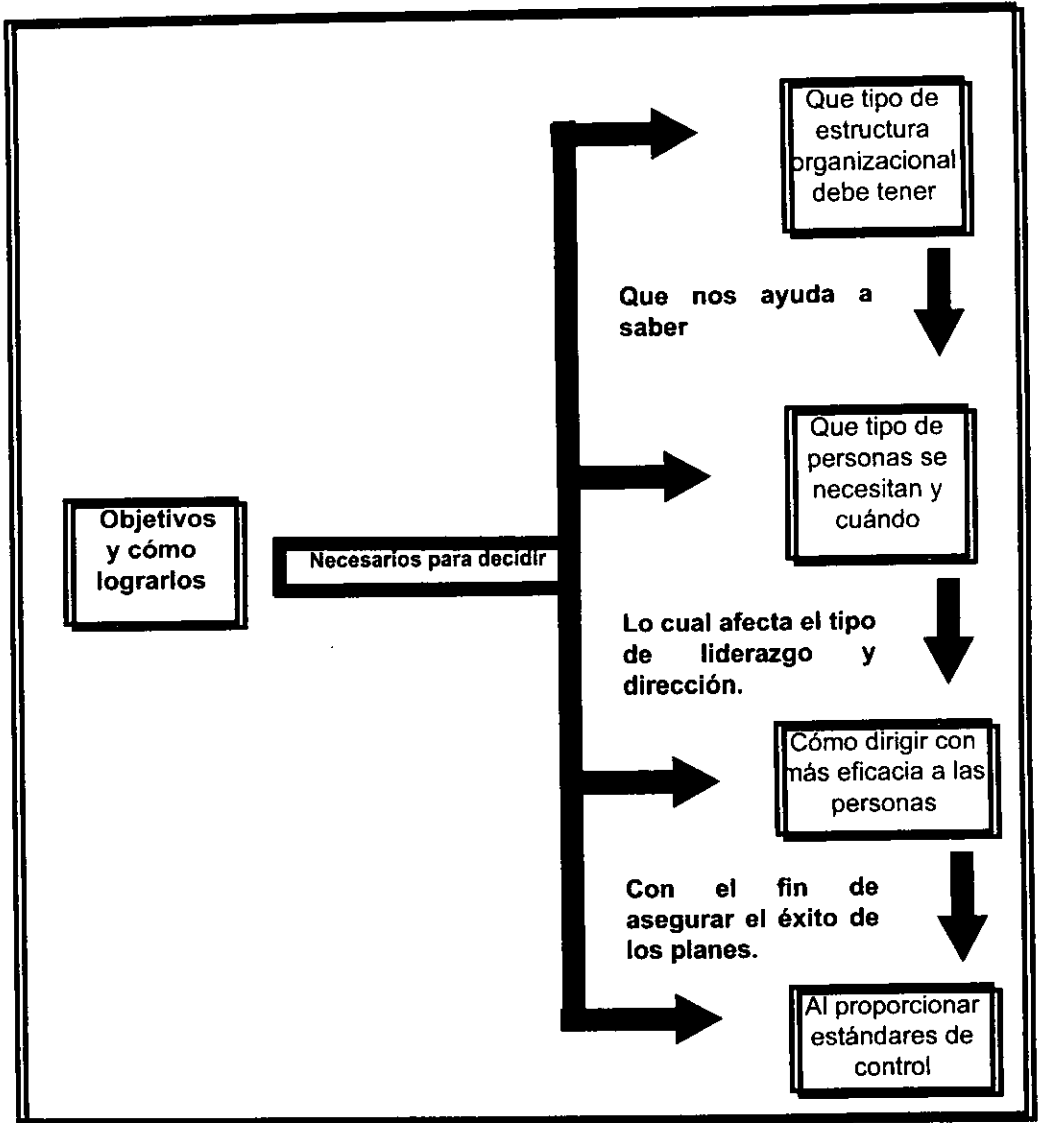 Que tipo de
estructura
organizacional
debe tener
Que nos ayuda a
saber
Que tipo de
personas se
necesitan y
cuándo
Objetivos
y cómo
lograrlos
Necesarios para decidir
Lo cual afecta el tipo
de liderazgo y
dirección.
Cómo dirigir con
más eficacia a las
personas
Con el fin de
asegurar el éxito de
los planes.
Al proporcionar
estándares de
control